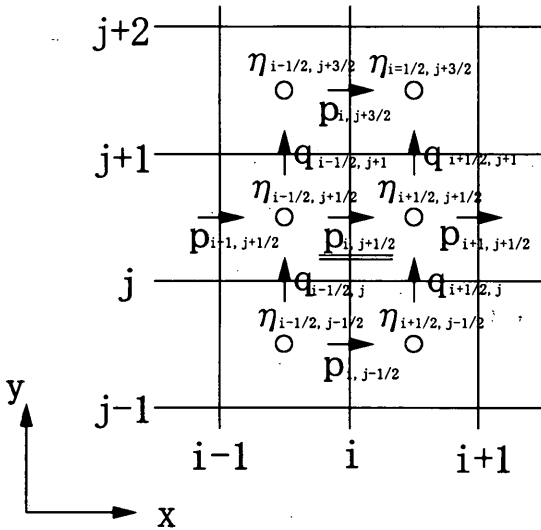 j+2
η i-1/2, j+3/2 η i=1/2, j+3/2
p i, j+3/2
j+1
q i-1/2, j+1 q i+1/2, j+1
η i-1/2, j+1/2 η i+1/2, j+1/2
p i-1, j+1/2 p i, j+1/2 p i+1, j+1/2
j
q i-1/2, j q i+1/2, j
η i-1/2, j-1/2 η i+1/2, j-1/2
p i, j-1/2
j-1
y
i-1 i i+1
x